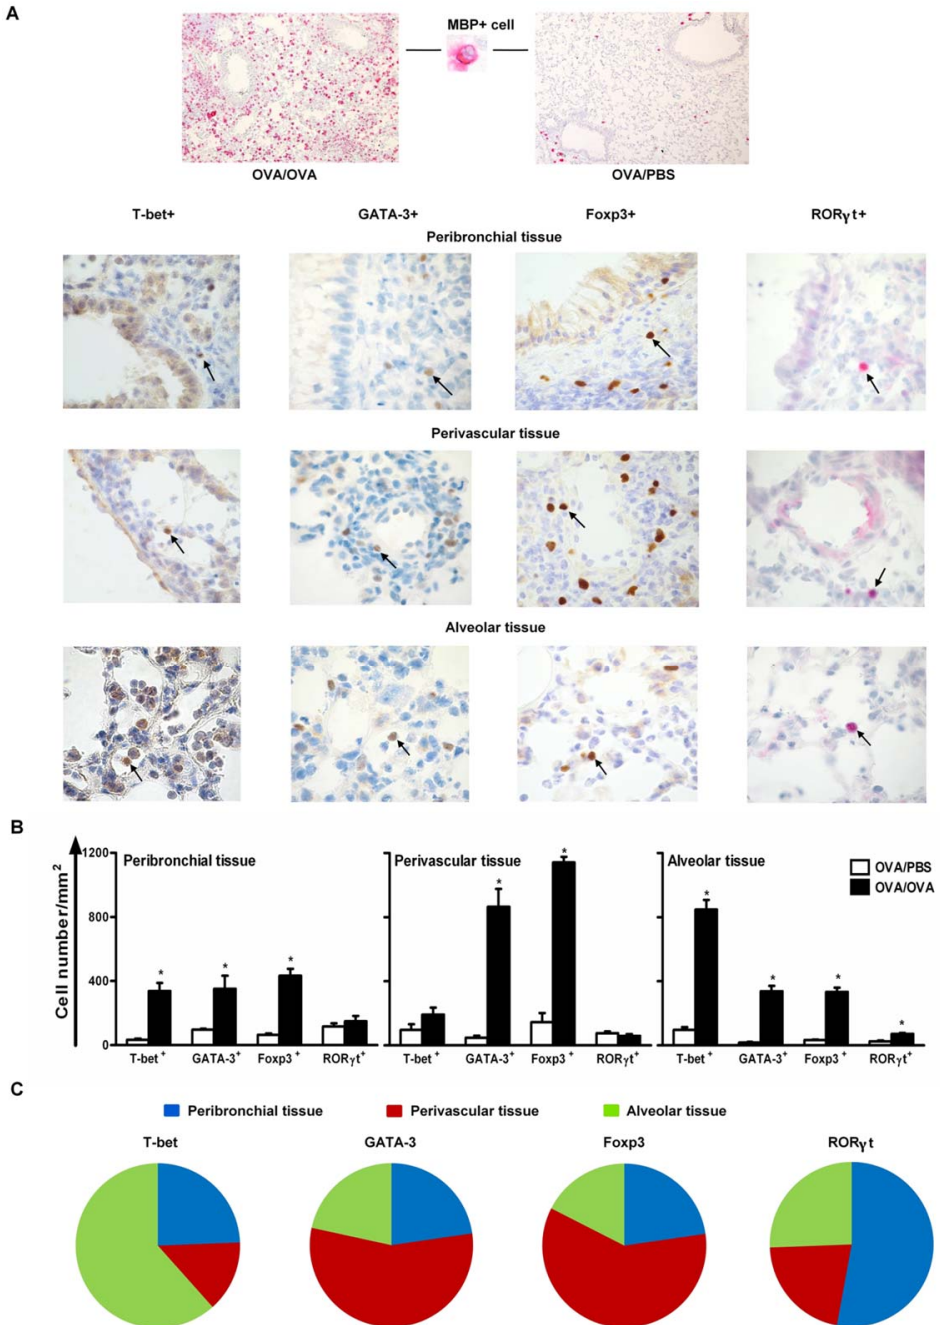 A
MBP+ cell
OVA/OVA OVA/PBS
T-bet+ GATA-3+ Foxp3+ RORγt+
Peribronchial tissue
Perivascular tissue
Alveolar tissue
B
Cell number/mm²
1200
800
400
0
Peribronchial tissue
* * *
T-bet+ GATA-3+ Foxp3+ RORγt+
Perivascular tissue
* *
T-bet+ GATA-3+ Foxp3+ RORγt+
Alveolar tissue
* * * *
T-bet+ GATA-3+ Foxp3+ RORγt+
OVA/PBS
OVA/OVA
C
Peribronchial tissue Perivascular tissue Alveolar tissue
T-bet GATA-3 Foxp3 RORγt